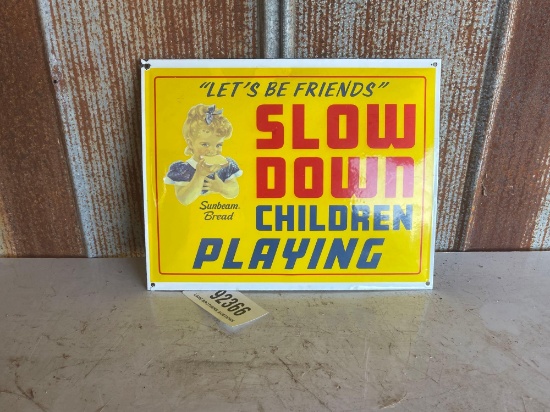 "LET'S BE FRIENDS"
SLOW
DOWN
CHILDREN
PLAYING
Sunbeam
Bread
92366